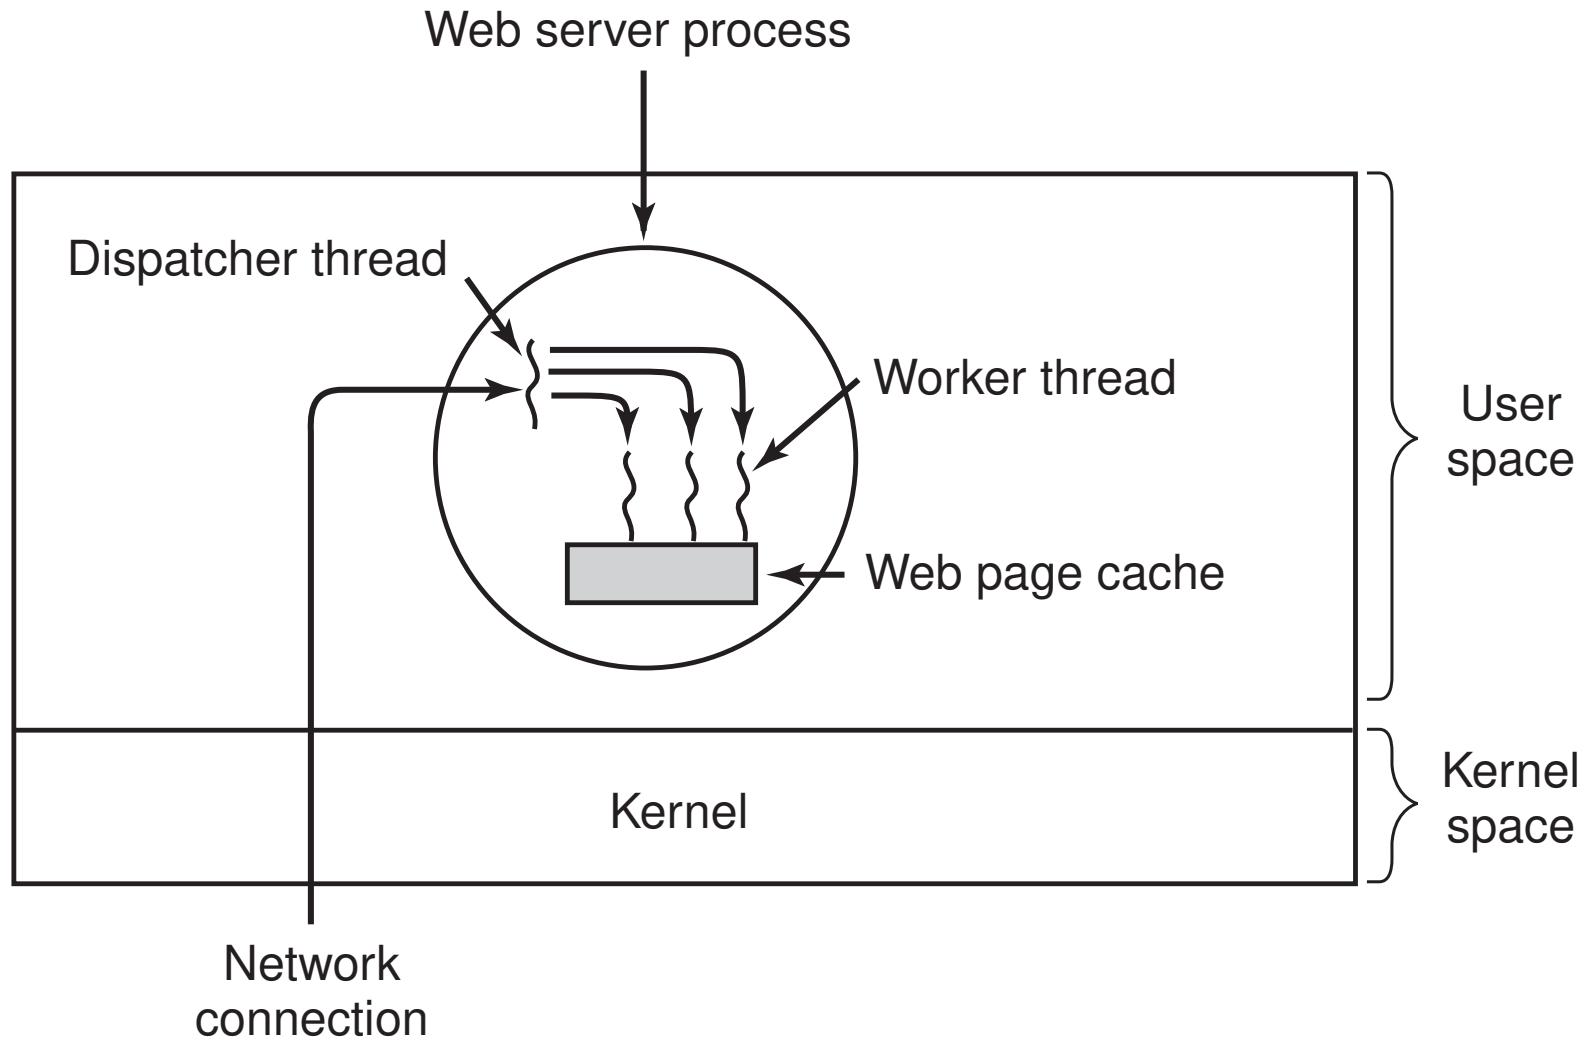 Web server process
Dispatcher thread
Worker thread
User
space
Web page cache
Kernel
Kernel
space
Network
connection